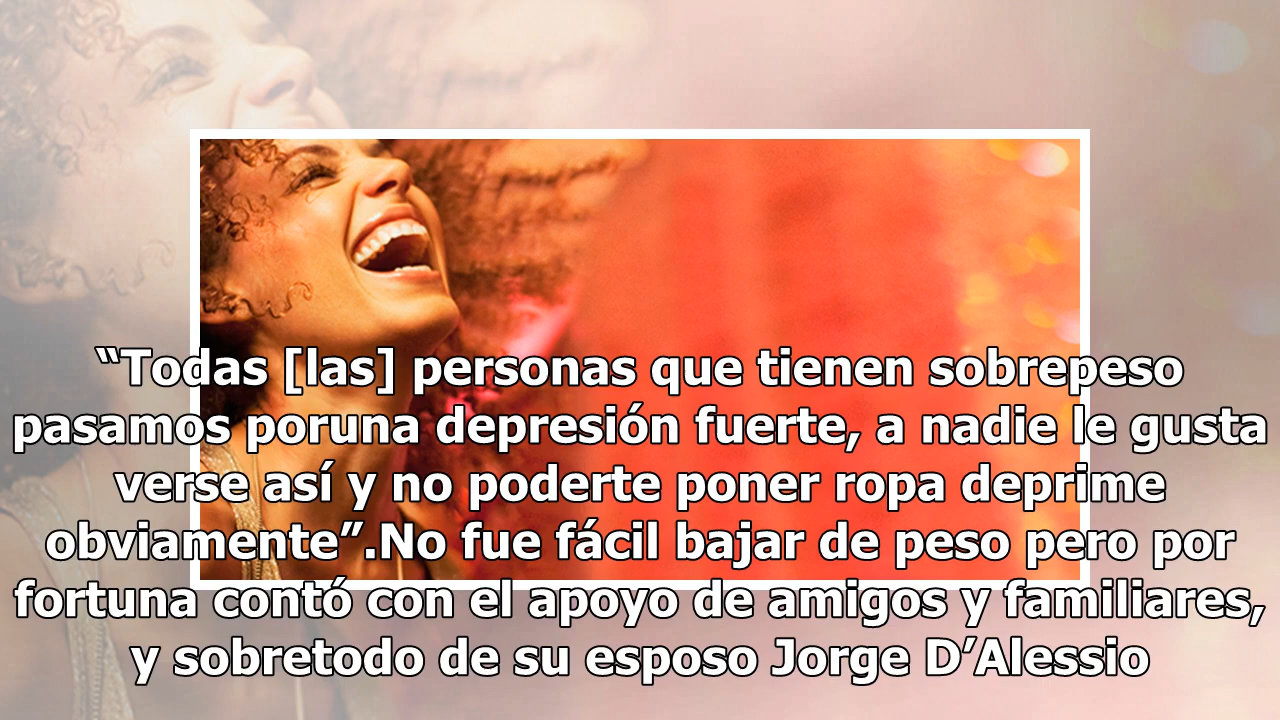 “Todas [las] personas que tienen sobrepeso
pasamos poruna depresión fuerte, a nadie le gusta
verse así y no poderte poner ropa deprime
obviamente”.No fue fácil bajar de peso pero por
fortuna contó con el apoyo de amigos y familiares,
y sobretodo de su esposo Jorge D’Alessio